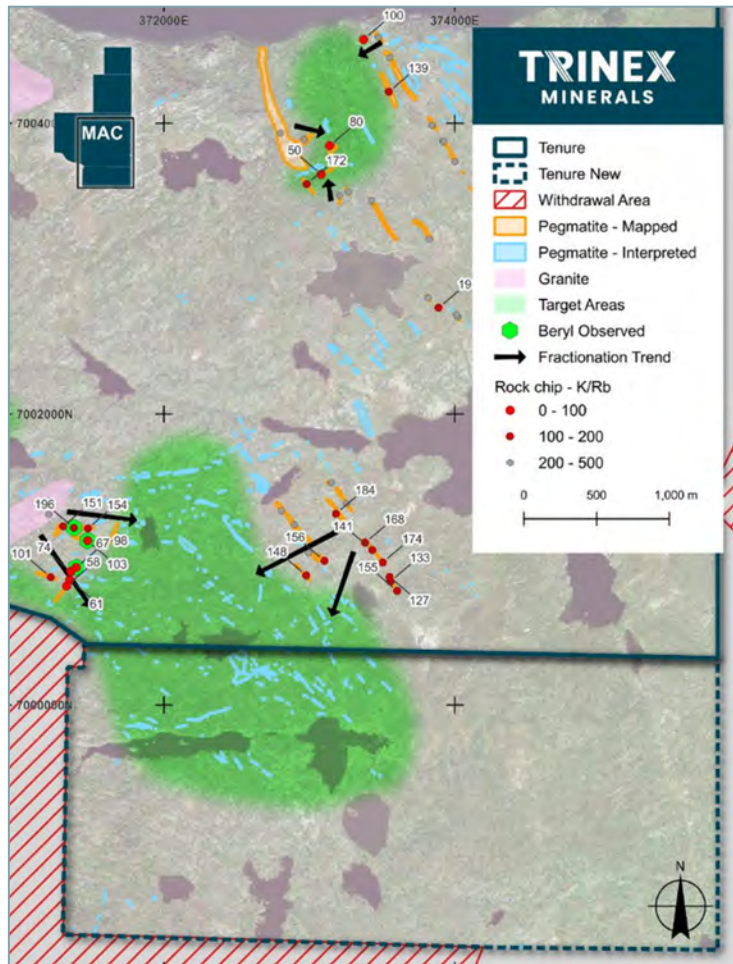 372000E
374000E
100
139
MAC
700400
80
50
172
19
TRINEX
MINERALS
Tenure
Tenure New
Withdrawal Area
Pegmatite - Mapped
Pegmatite - Interpreted
Granite
Target Areas
Beryl Observed
Fractionation Trend
Rock chip - K/Rb
0 - 100
100 - 200
200 - 500
0 500 1,000 m
7002000N
184
196 151 154
141 168
156
67 98
74
174
148
58
133
101
103
155
61
127
7000000N
N